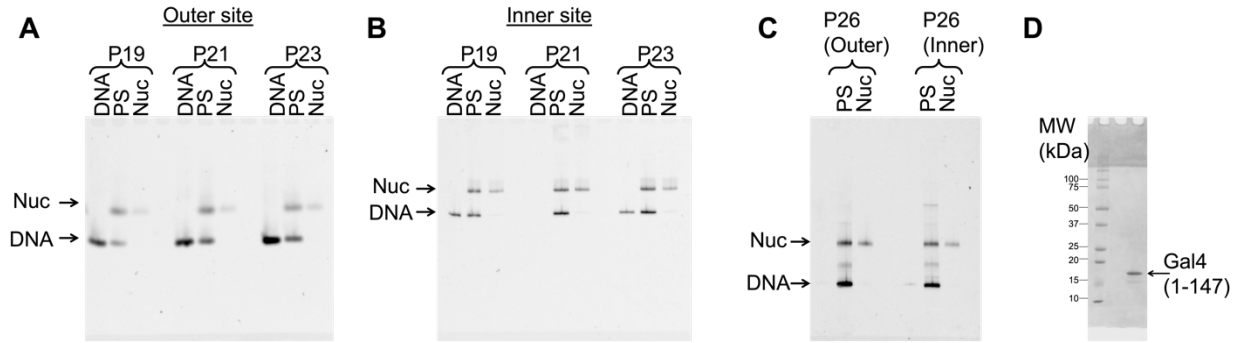 A
Outer site
P19 P21 P23
DNA PS Nuc DNA PS Nuc DNA PS Nuc
Nuc
DNA
B
Inner site
P19 P21 P23
DNA PS Nuc DNA PS Nuc DNA PS Nuc
Nuc
DNA
C
P26 P26
(Outer) (Inner)
PS Nuc PS Nuc
Nuc
DNA
D
MW
(kDa)
100
75
50
37
25
20
15
10
Gal4
(1-147)